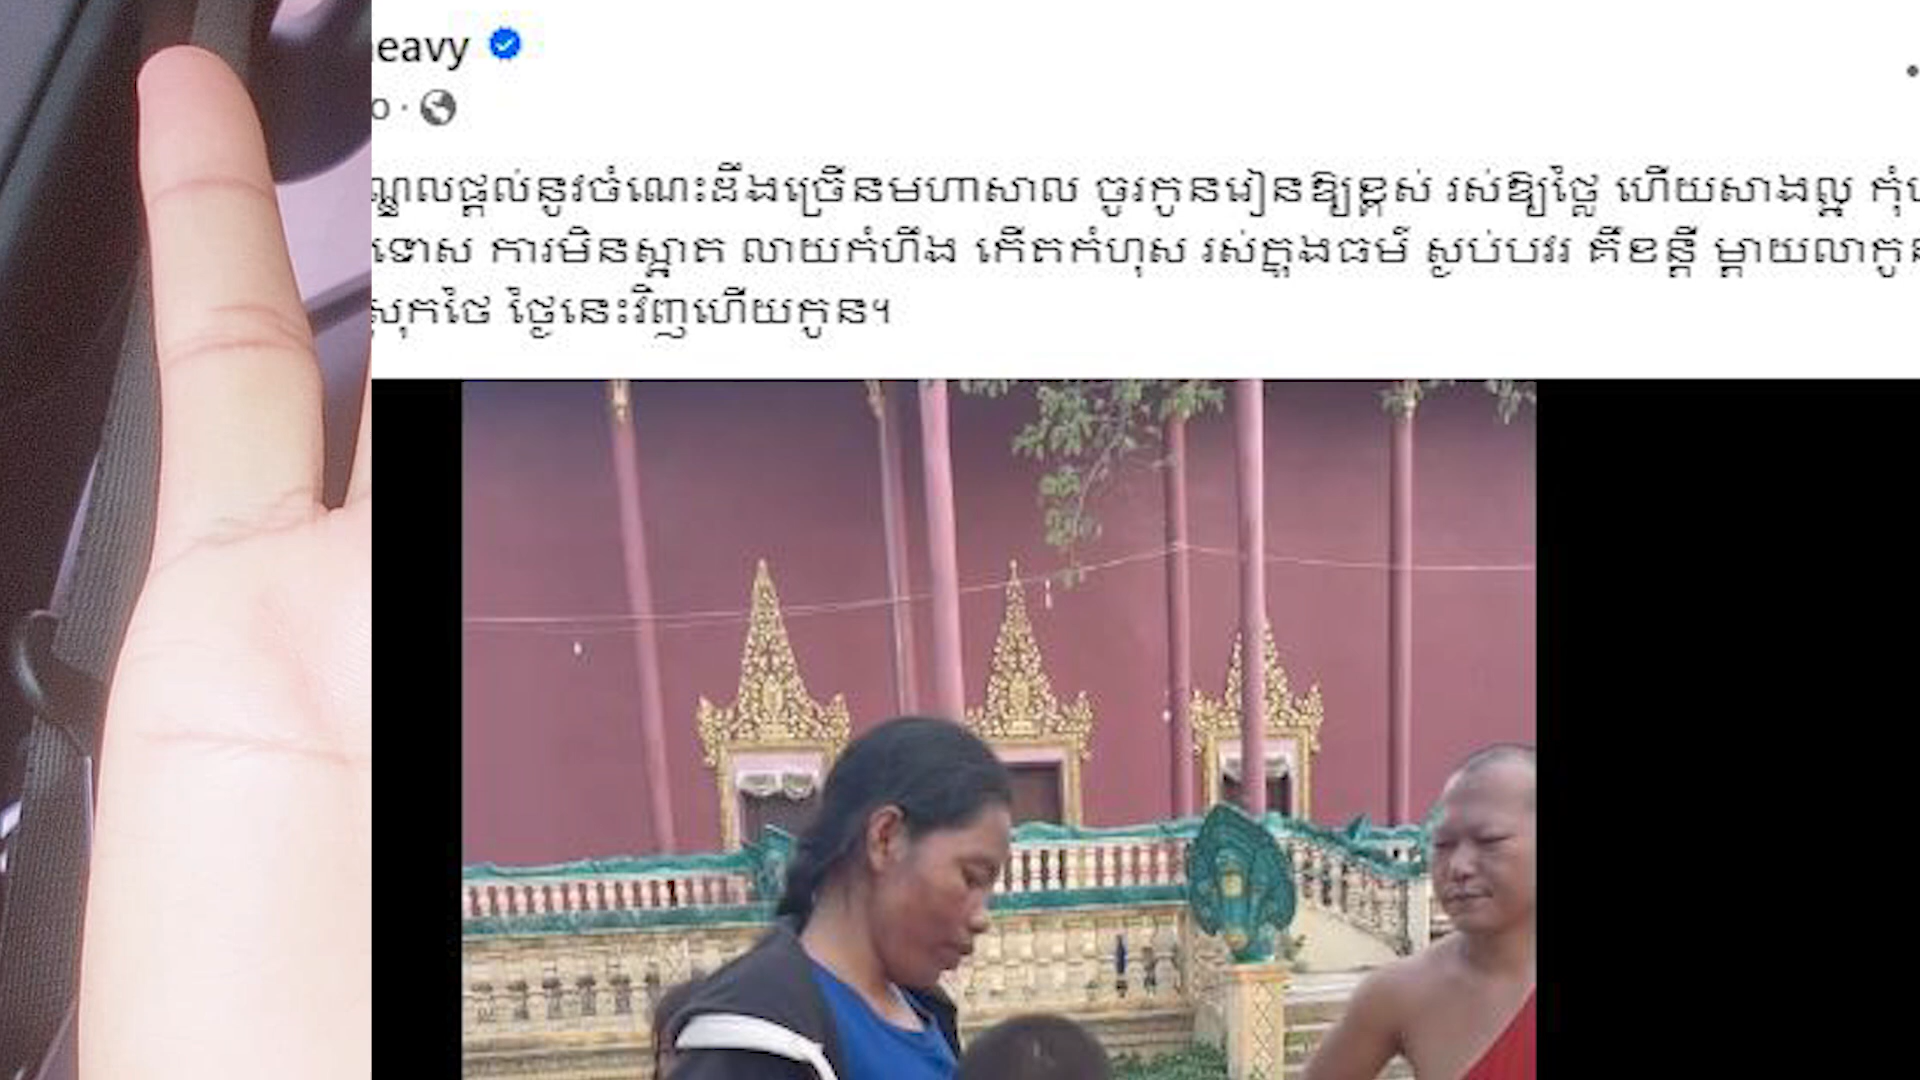 eavy
o ·
ណ្ណលផ្តល់នូវចំណេះដឹងច្រើនមហាសាល ចូរកូនរៀនឱ្យខ្ពស់ រស់ឱ្យថ្លៃ ហើយសាងល្អ កុំ
ទោស ការមិនស្អាត លាយកំហឹង កើតកំហុស រស់ក្នុងធម៌ ស្ងប់បវរ គឺខន្តី ម្តាយលាកូន
ស្រុកថៃ ថ្ងៃនេះវិញហើយកូន។